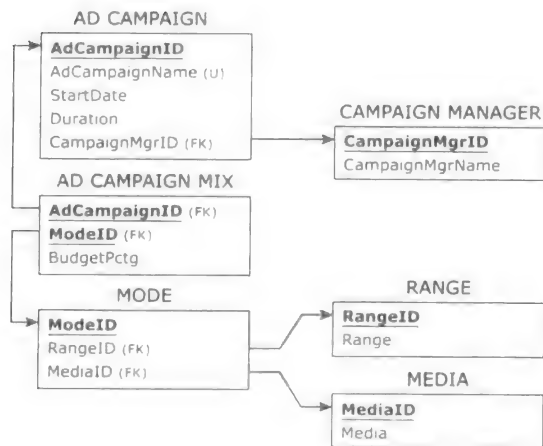 AD CAMPAIGN
AdCampaignID
AdCampaignName (U)
StartDate
Duration
CampaignMgrID (FK)
CAMPAIGN MANAGER
CampaignMgrID
CampaignMgrName
AD CAMPAIGN MIX
AdCampaignID (FK)
ModeID (FK)
BudgetPctg
MODE
ModeID
RangeID (FK)
MediaID (FK)
RANGE
RangeID
Range
MEDIA
MediaID
Media